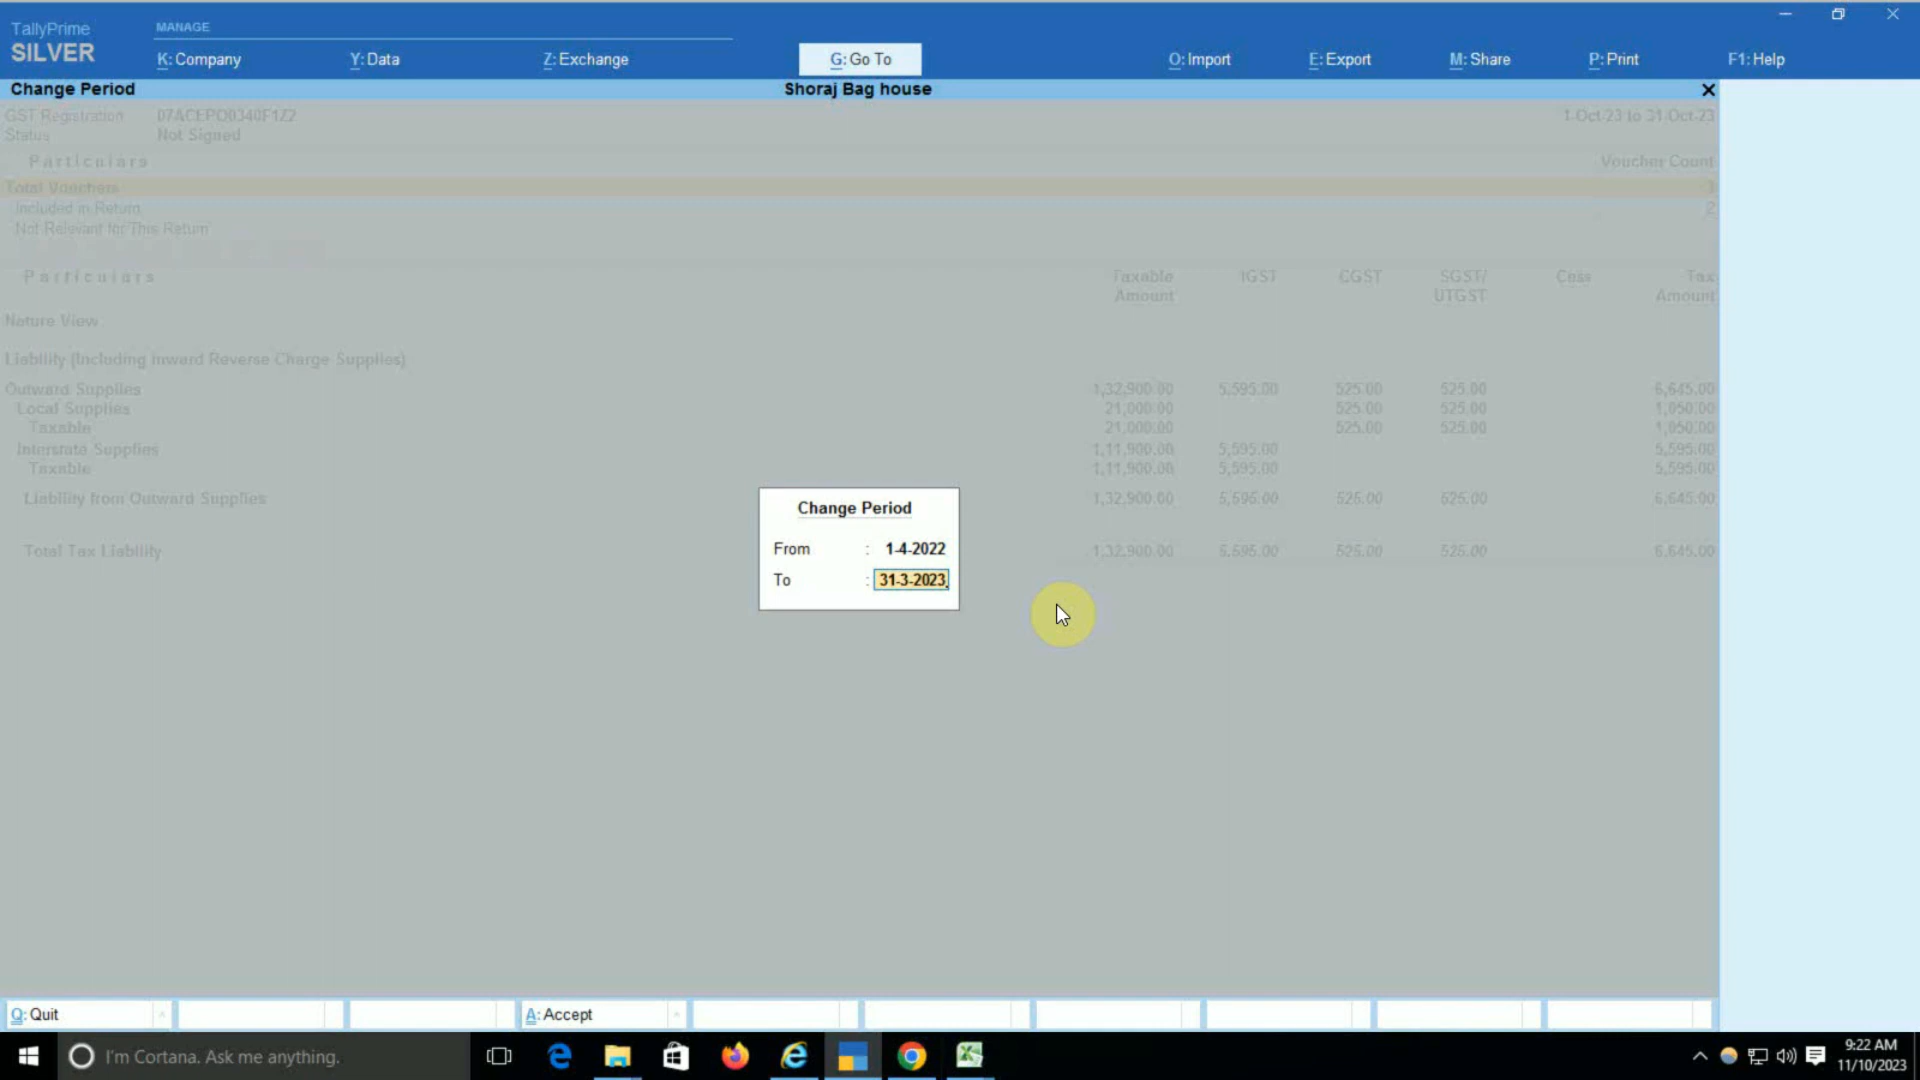 TallyPrime
SILVER
MANAGE
K: Company
Y: Data
Z: Exchange
G: Go To
O: Import
E: Export
M: Share
P: Print
F1: Help
Change Period
Shoraj Bag house
GST Registration
Status Not Signed
1-Oct-23 to 31-Oct-23
Particulars
Voucher Count
Total Vouchers
Included in Return 2
Not Relevant for This Return
Particulars
Taxable Amount
IGST
CGST
SGST/ UTGST
Cess
Tax Amount
Nature View
Liability (Including Inward Reverse Charge Supplies)
Outward Supplies 1,32,900.00 5,595.00 525.00 525.00 6,645.00
Local Supplies 21,000.00 525.00 525.00 1,050.00
Taxable 21,000.00 525.00 525.00 1,050.00
Interstate Supplies 1,11,900.00 5,595.00 5,595.00
Taxable 1,11,900.00 5,595.00 5,595.00
Liability from Outward Supplies 1,32,900.00 5,595.00 525.00 525.00 6,645.00
Total Tax Liability 1,32,900.00 5,595.00 525.00 525.00 6,645.00
Change Period
From : 1-4-2022
To : 31-3-2023
Q: Quit
A: Accept
I'm Cortana. Ask me anything.
9:22 AM
11/10/2023